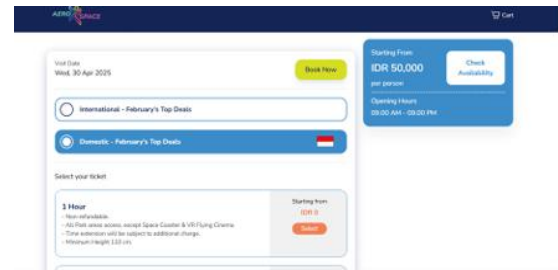 AEROXSPACE
Cart
Visit Date
Wed, 30 Apr 2025
Book Now
International - February's Top Deals
Domestic - February's Top Deals
Select your ticket
1 Hour
- Non-refundable.
- All Park areas access, except Space Coaster & VR Flying Cinema.
- Time extension will be subject to additional charge.
- Minimum Height 110 cm.
Starting from
IDR 0
Select
Starting From
IDR 50,000
per person
Check
Availability
Opening Hours
09:00 AM - 09:00 PM